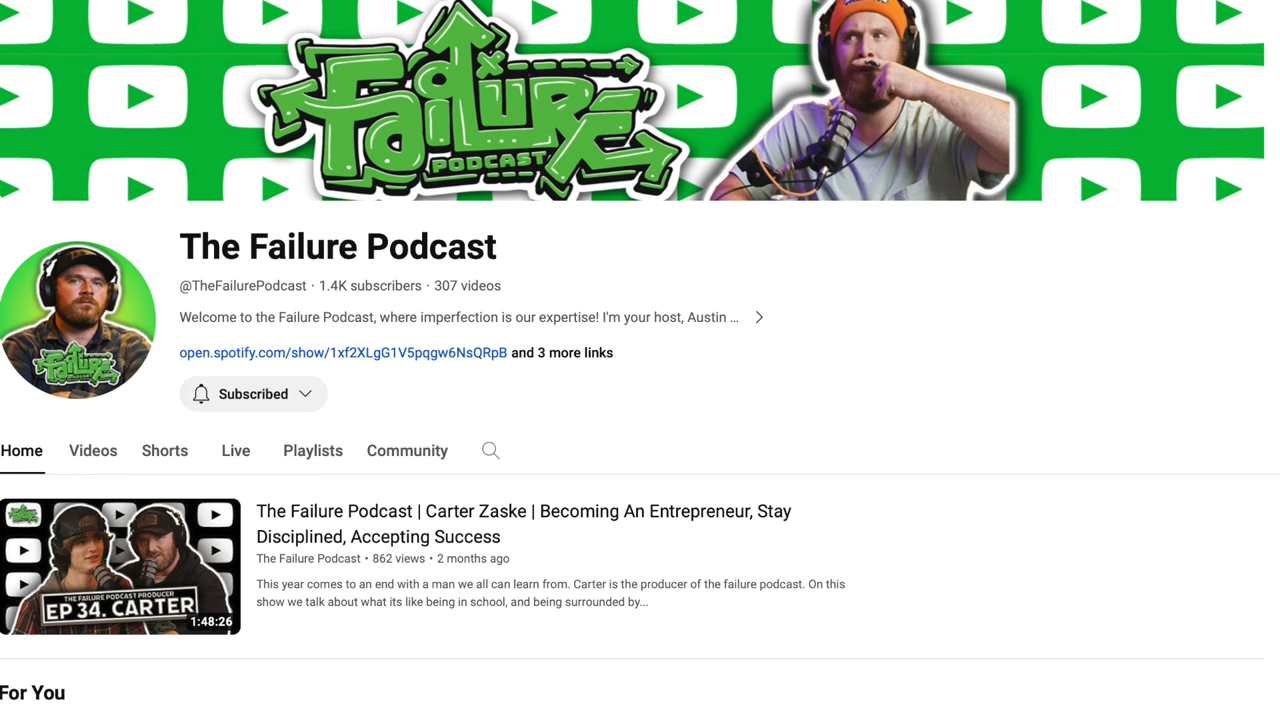 Failure
PODCAST
The Failure Podcast
@TheFailurePodcast · 1.4K subscribers · 307 videos
Welcome to the Failure Podcast, where imperfection is our expertise! I'm your host, Austin ...
open.spotify.com/show/1xf2XLgG1V5pqgw6NsQRpB and 3 more links
Failure
Subscribed
Home Videos Shorts Live Playlists Community
The Failure Podcast | Carter Zaske | Becoming An Entrepreneur, Stay
Disciplined, Accepting Success
The Failure Podcast • 862 views • 2 months ago
This year comes to an end with a man we all can learn from. Carter is the producer of the failure podcast. On this
show we talk about what its like being in school, and being surrounded by...
THE FAILURE PODCAST PRODUCER
EP 34. CARTER
1:48:26
For You